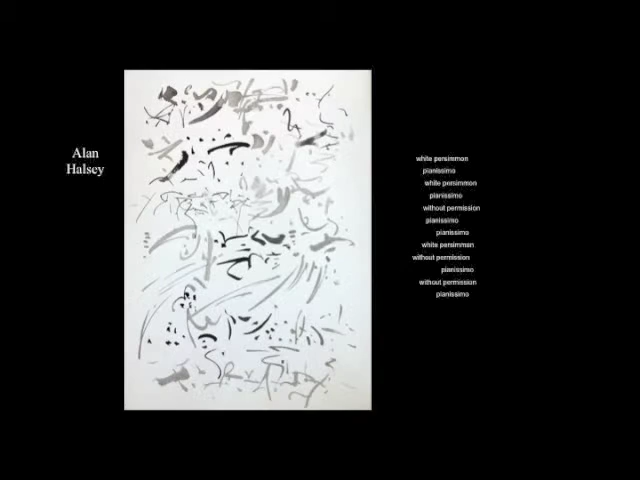 Alan
Halsey
white persimmon
pianissimo
white persimmon
pianissimo
without permission
pianissimo
pianissimo
white persimmon
without permission
pianissimo
without permission
pianissimo